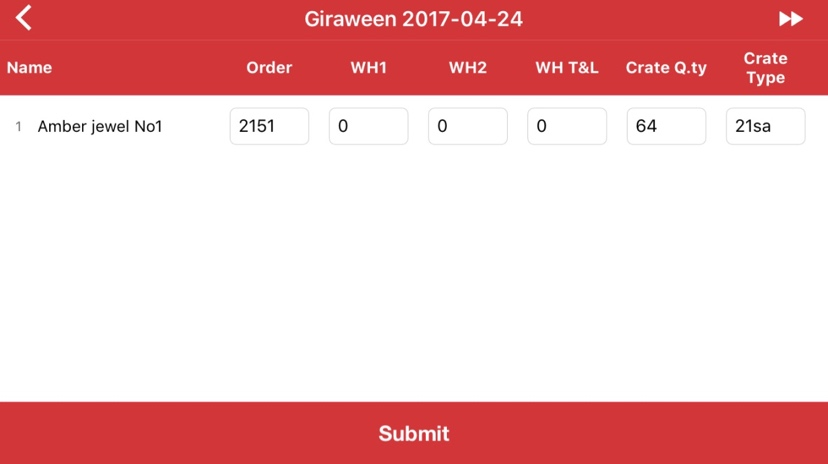 Giraween 2017-04-24
Name Order WH1 WH2 WH T&L Crate Q.ty Crate Type
1 Amber jewel No1 2151 0 0 0 64 21sa
Submit